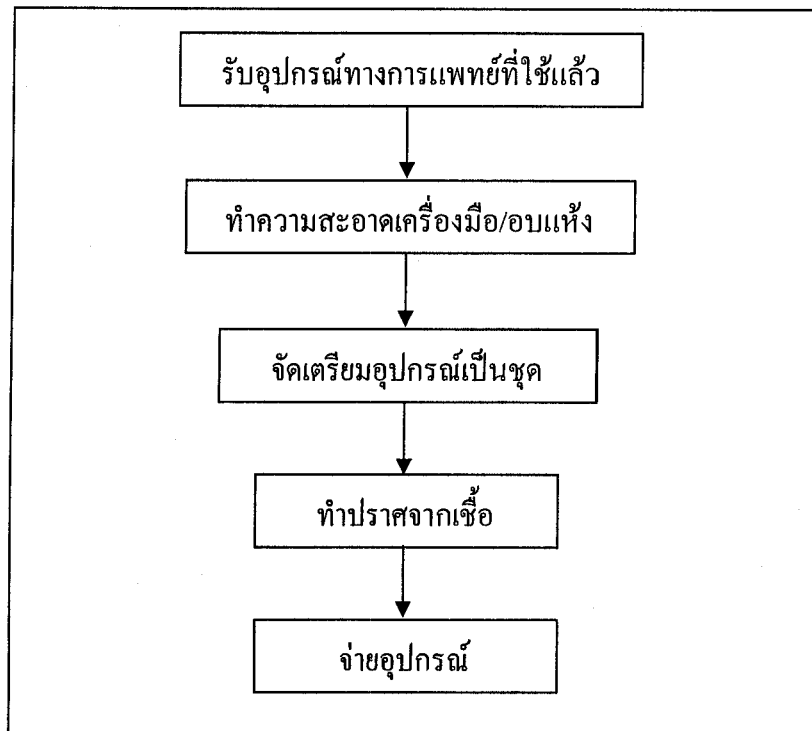 รับอุปกรณ์ทางการแพทย์ที่ใช้แล้ว
ทำความสะอาดเครื่องมือ/อบแห้ง
จัดเตรียมอุปกรณ์เป็นชุด
ทำปราศจากเชื้อ
จ่ายอุปกรณ์